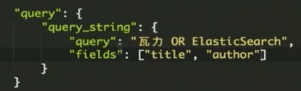 "query": {
"query_string": {
"query": "瓦力 OR ElasticSearch",
"fields": ["title", "author"]
}
}